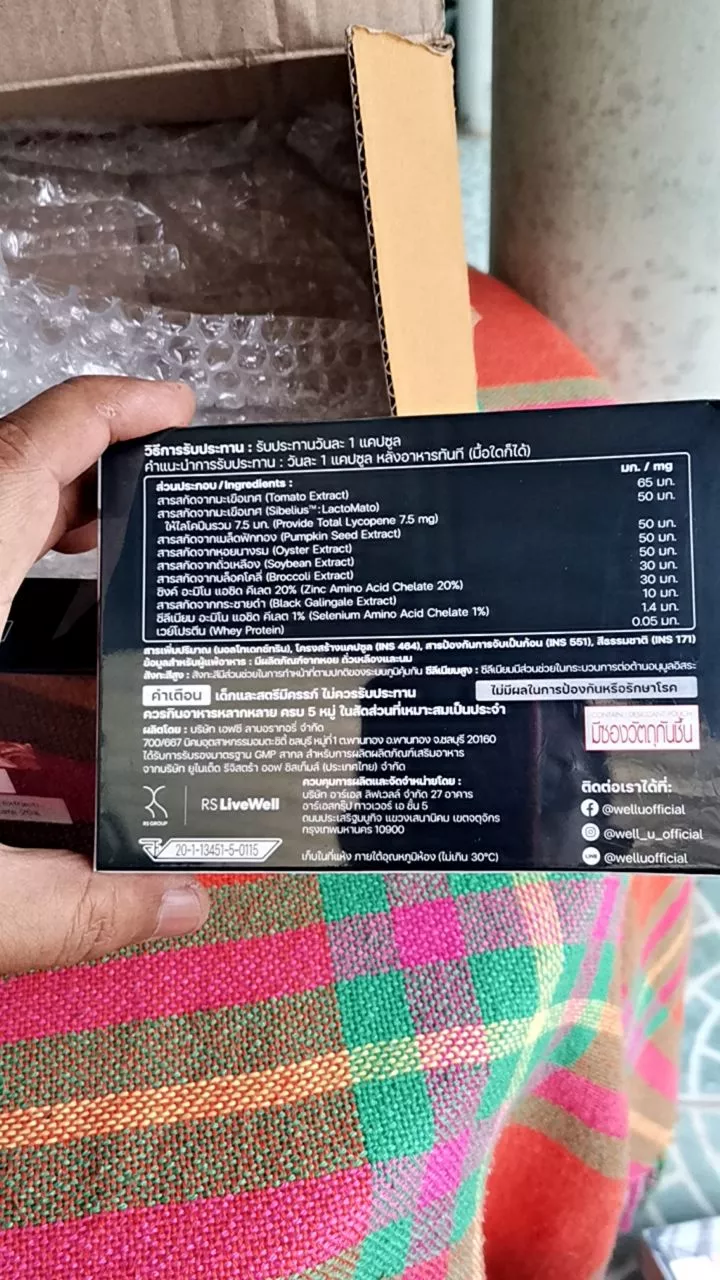 วิธีการรับประทาน : รับประทานวันละ 1 แคปซูล
คำแนะนำการรับประทาน : วันละ 1 แคปซูล หลังอาหารทันที (มื้อใดก็ได้)
ส่วนประกอบ/Ingredients : มก. / mg
สารสกัดจากมะเขือเทศ (Tomato Extract) 65 มก.
สารสกัดจากมะเขือเทศ (Sibelius™:LactoMato) 50 มก.
ให้ไลโคปีนรวม 7.5 มก. (Provide Total Lycopene 7.5 mg)
สารสกัดจากเมล็ดฟักทอง (Pumpkin Seed Extract) 50 มก.
สารสกัดจากหอยนางรม (Oyster Extract) 50 มก.
สารสกัดจากถั่วเหลือง (Soybean Extract) 50 มก.
สารสกัดจากบล็อคโคลี่ (Broccoli Extract) 30 มก.
ซิงค์ อะมิโน แอซิด คีเลต 20% (Zinc Amino Acid Chelate 20%) 30 มก.
สารสกัดจากกระชายดำ (Black Galingale Extract) 10 มก.
ซีลีเนียม อะมิโน แอซิด คีเลต 1% (Selenium Amino Acid Chelate 1%) 1.4 มก.
เวย์โปรตีน (Whey Protein) 0.05 มก.
สารเพิ่มปริมาณ (มอลโทเดกซ์ทริน), โครงสร้างแคปซูล (INS 464), สารป้องกันการจับเป็นก้อน (INS 551), สีธรรมชาติ (INS 171)
ข้อมูลสำหรับผู้แพ้อาหาร : มีผลิตภัณฑ์จากหอย ถั่วเหลืองและนม
สังกะสีสูง : สังกะสีมีส่วนช่วยในการทำหน้าที่ตามปกติของระบบภูมิคุ้มกัน ซีลีเนียมสูง : ซีลีเนียมมีส่วนช่วยในกระบวนการต่อต้านอนุมูลอิสระ
คำเตือน เด็กและสตรีมีครรภ์ ไม่ควรรับประทาน
ไม่มีผลในการป้องกันหรือรักษาโรค
ควรกินอาหารหลากหลาย ครบ 5 หมู่ ในสัดส่วนที่เหมาะสมเป็นประจำ
ผลิตโดย : บริษัท เอฟซี ลาบอราทอรี่ จำกัด
700/667 นิคมอุตสาหกรรมอมตะซิตี้ ชลบุรี หมู่ที่1 ต.พานทอง อ.พานทอง จ.ชลบุรี 20160
ได้รับการรับรองมาตรฐาน GMP สากล สำหรับการผลิตผลิตภัณฑ์เสริมอาหาร
จากบริษัท ยูไนเต็ด รีจิสตร้า ออฟ ซิสเท็มส์ (ประเทศไทย) จำกัด
มีซองวัตถุกันชื้น
RS GROUP
RS LiveWell
ควบคุมการผลิตและจัดจำหน่ายโดย :
บริษัท อาร์เอส ลิฟเวลล์ จำกัด 27 อาคาร
อาร์เอสกรุ๊ป ทาวเวอร์ เอ ชั้น 5
ถนนประเสริฐมนูกิจ แขวงเสนานิคม เขตจตุจักร
กรุงเทพมหานคร 10900
20-1-13451-5-0115
เก็บในที่แห้ง ภายใต้อุณหภูมิห้อง (ไม่เกิน 30°C)
ติดต่อเราได้ที่:
@welluofficial
@well_u_official
LINE @welluofficial